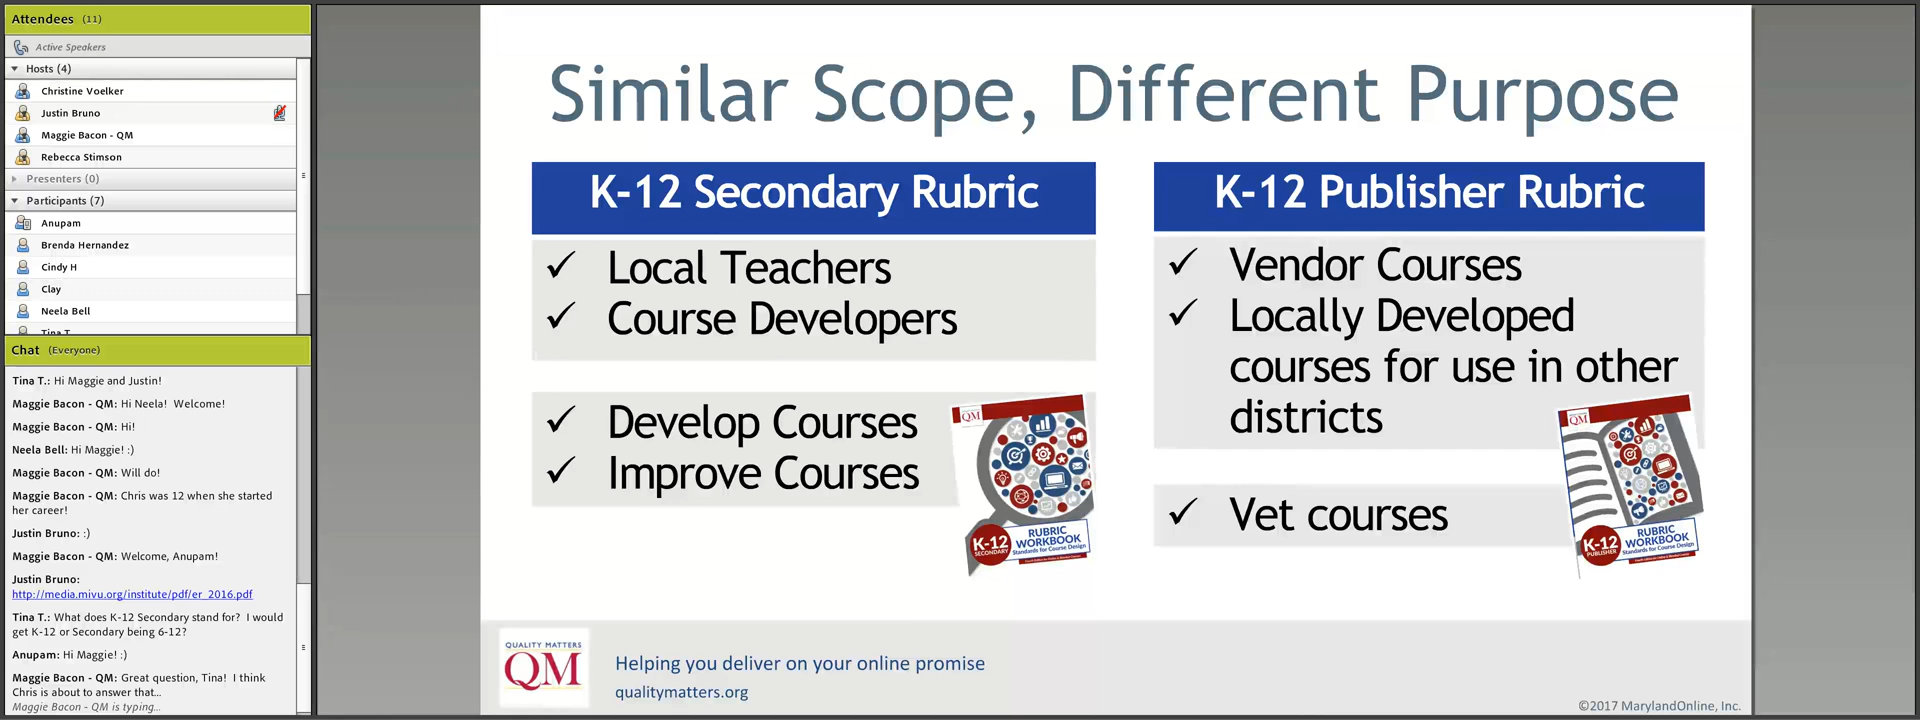 Attendees (11)
Active Speakers
Hosts (4)
Christine Voelker
Justin Bruno
Maggie Bacon - QM
Rebecca Stimson
Presenters (0)
Participants (7)
Anupam
Brenda Hernandez
Cindy H
Clay
Neela Bell
Tina T.
Chat (Everyone)
Tina T.: Hi Maggie and Justin!
Maggie Bacon - QM: Hi Neela! Welcome!
Maggie Bacon - QM: Hi!
Neela Bell: Hi Maggie! :)
Maggie Bacon - QM: Will do!
Maggie Bacon - QM: Chris was 12 when she started
her career!
Justin Bruno: :)
Maggie Bacon - QM: Welcome, Anupam!
Justin Bruno:
http://media.mivu.org/institute/pdf/er_2016.pdf
Tina T.: What does K-12 Secondary stand for? I would
get K-12 or Secondary being 6-12?
Anupam: Hi Maggie! :)
Maggie Bacon - QM: Great question, Tina! I think
Chris is about to answer that...
Maggie Bacon - QM is typing...
Similar Scope, Different Purpose
K-12 Secondary Rubric
✓ Local Teachers
✓ Course Developers
✓ Develop Courses
✓ Improve Courses
QM
K-12
SECONDARY
RUBRIC
WORKBOOK
Standards for Course Design
K-12 Publisher Rubric
✓ Vendor Courses
✓ Locally Developed
courses for use in other
districts
✓ Vet courses
QM
K-12
PUBLISHER
RUBRIC
WORKBOOK
Standards for Course Design
QUALITY MATTERS
QM
Helping you deliver on your online promise
qualitymatters.org
©2017 MarylandOnline, Inc.